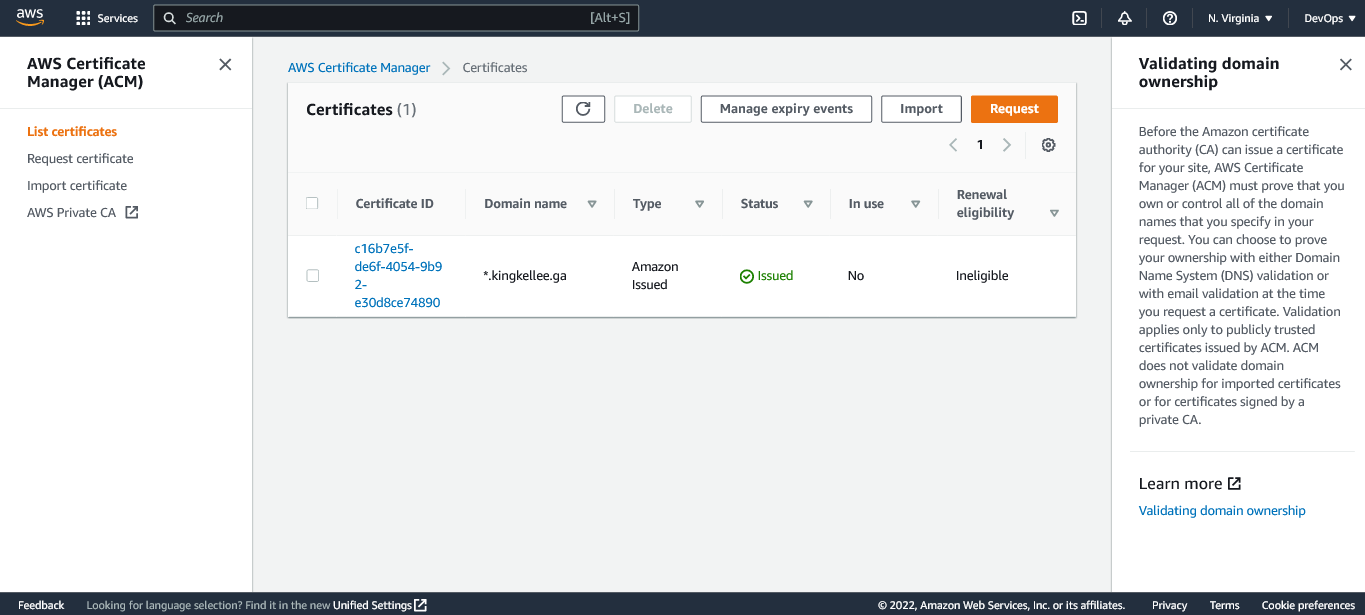 aws
Services
Search
[Alt+S]
N. Virginia
DevOps
AWS Certificate
Manager (ACM)
List certificates
Request certificate
Import certificate
AWS Private CA
AWS Certificate Manager
Certificates
Certificates (1)
Delete
Manage expiry events
Import
Request
1
Certificate ID
Domain name
Type
Status
In use
Renewal
eligibility
c16b7e5f-
de6f-4054-9b9
2-
e30d8ce74890
*.kingkellee.ga
Amazon
Issued
Issued
No
Ineligible
Validating domain
ownership
Before the Amazon certificate
authority (CA) can issue a certificate
for your site, AWS Certificate
Manager (ACM) must prove that you
own or control all of the domain
names that you specify in your
request. You can choose to prove
your ownership with either Domain
Name System (DNS) validation or
with email validation at the time
you request a certificate. Validation
applies only to publicly trusted
certificates issued by ACM. ACM
does not validate domain
ownership for imported certificates
or for certificates signed by a
private CA.
Learn more
Validating domain ownership
Feedback
Looking for language selection? Find it in the new Unified Settings
© 2022, Amazon Web Services, Inc. or its affiliates.
Privacy
Terms
Cookie preferences